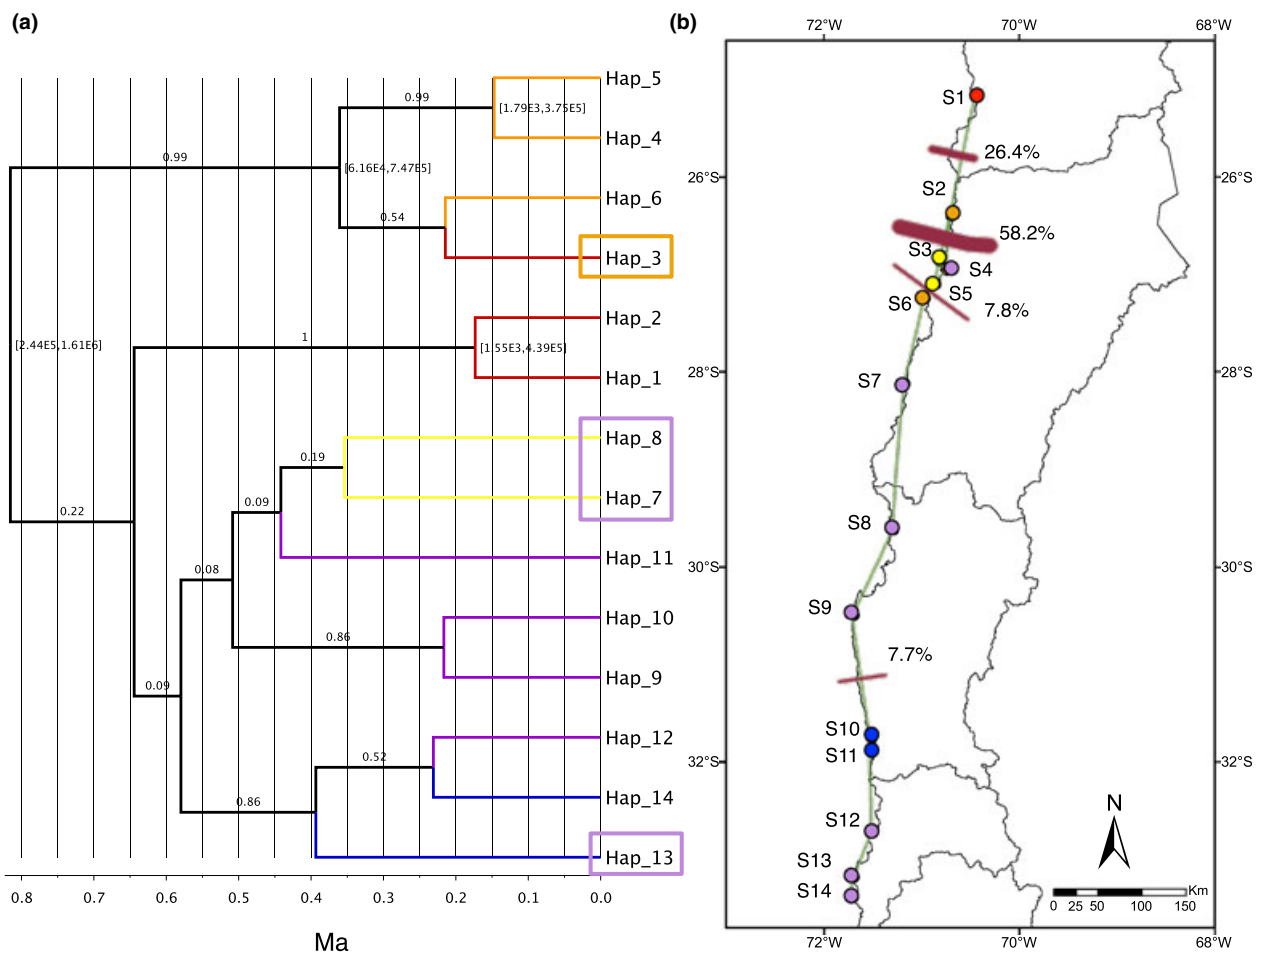 (a)
Hap_5
0.99
[1.79E3,3.75E5]
Hap_4
0.99
[6.16E4,7.47E5]
Hap_6
0.54
Hap_3
Hap_2
[2.44E5,1.61E6]
1
[1.55E3,4.39E5]
Hap_1
Hap_8
0.19
Hap_7
0.09
0.22
Hap_11
0.08
Hap_10
0.86
Hap_9
0.09
Hap_12
0.52
Hap_14
0.86
Hap_13
0.8 0.7 0.6 0.5 0.4 0.3 0.2 0.1 0.0
Ma
(b)
72°W 70°W 68°W
S1
26.4%
26°S 26°S
S2
58.2%
S3
S4
S5
S6
7.8%
28°S 28°S
S7
S8
30°S 30°S
S9
7.7%
S10
S11
32°S 32°S
S12
N
S13
S14
Km
0 25 50 100 150
72°W 70°W 68°W